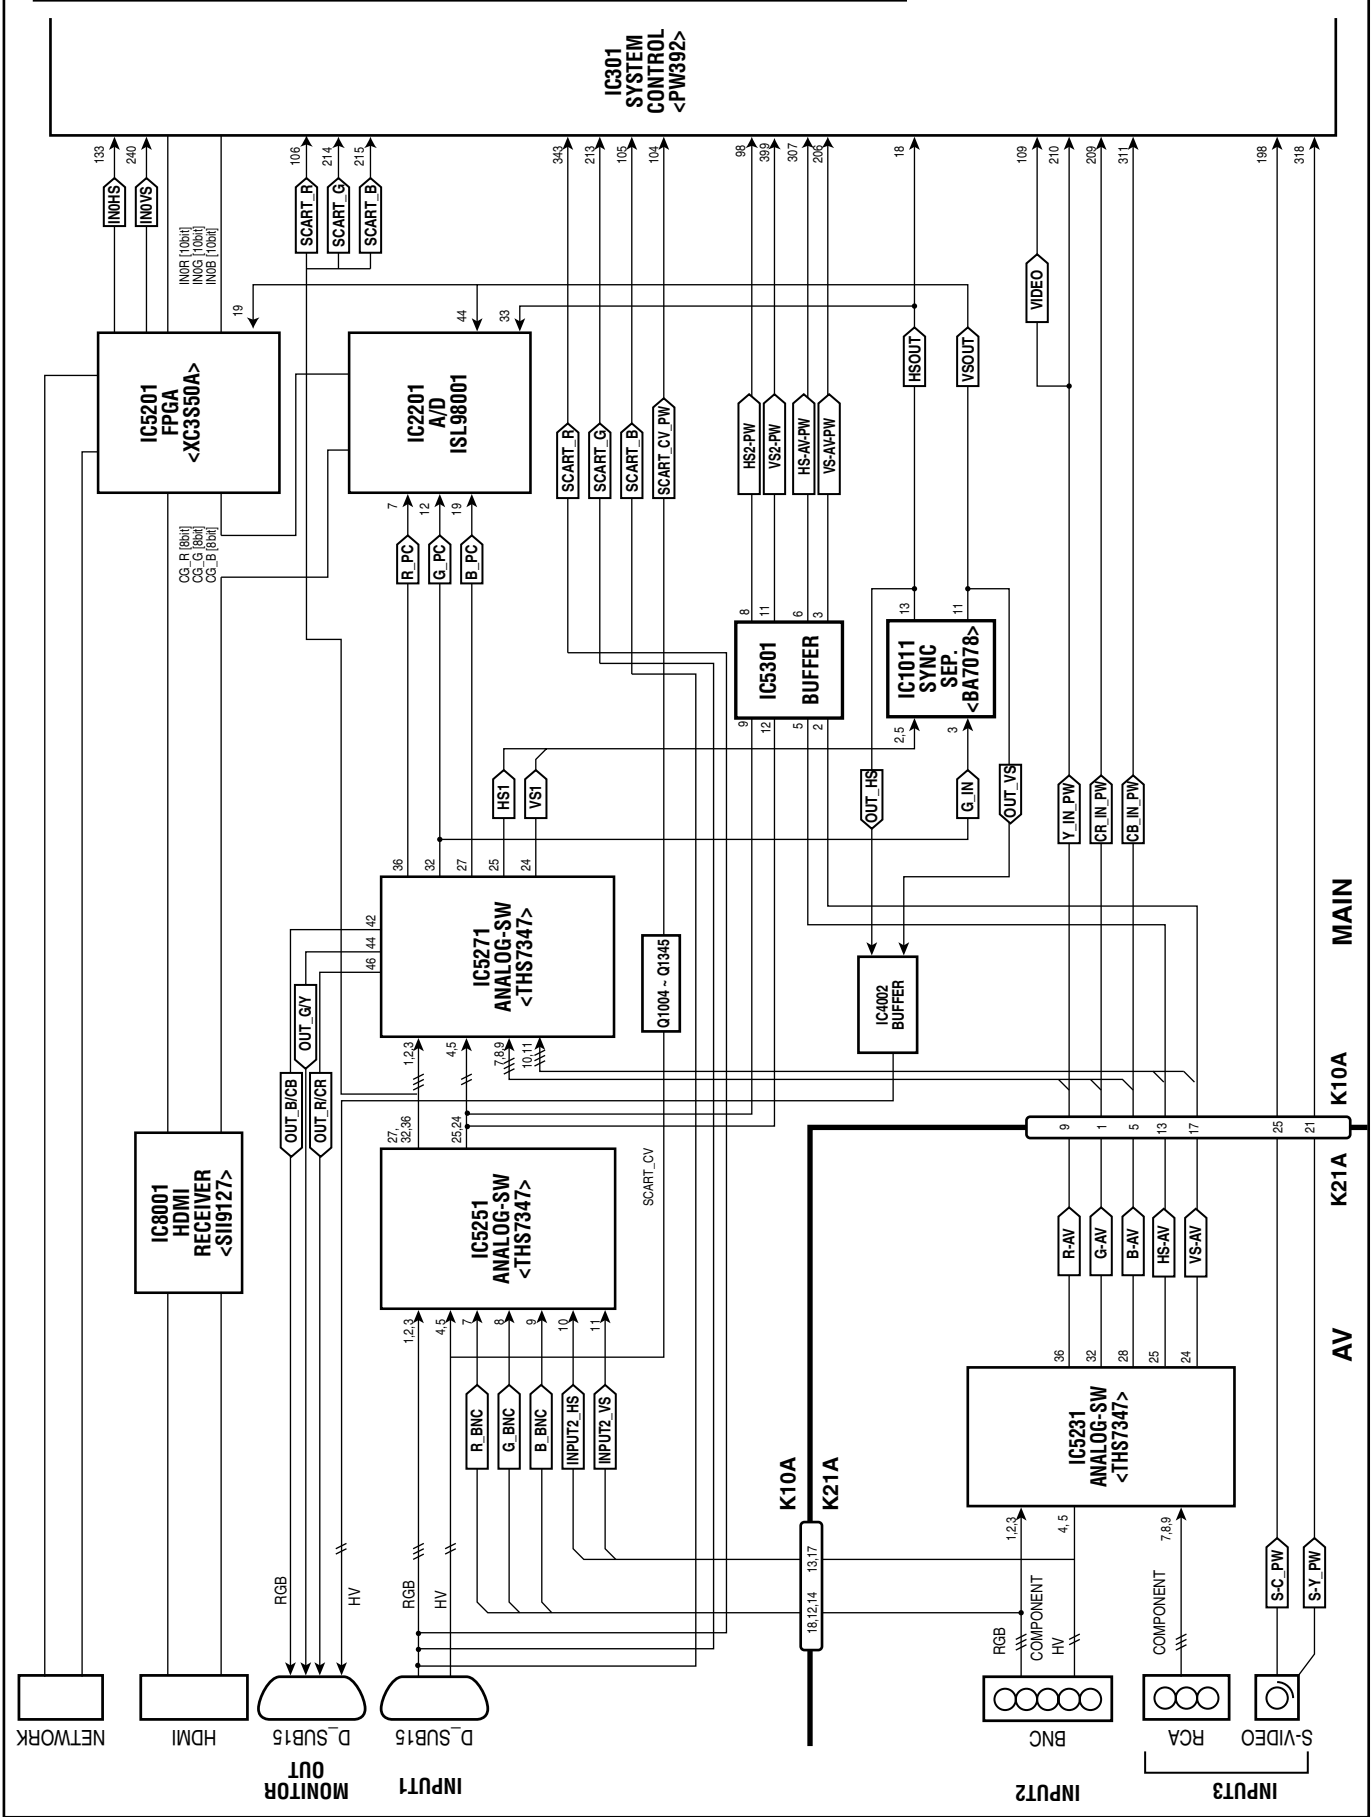 IC301
SYSTEM
CONTROL
<PW392>
133
240
106
214
215
343
213
105
104
98
399
307
206
18
109
210
209
311
198
318
IN0HS
IN0VS
SCART_R
SCART_G
SCART_B
IN0R [10bit]
IN0G [10bit]
IN0B [10bit]
19
44
33
VIDEO
IC5201
FPGA
<XC3S50A>
IC2201
A/D
ISL98001
HSOUT
VSOUT
SCART_R
SCART_G
SCART_B
SCART_CV_PW
HS2-PW
VS2-PW
HS-AV-PW
VS-AV-PW
CG_R [8bit]
CG_G [8bit]
CG_B [8bit]
7
12
19
R_PC
G_PC
B_PC
8
11
6
3
IC5301
BUFFER
9
12
5
2
13
11
IC1011
SYNC
SEP.
<BA7078>
2,5
3
HS1
VS1
OUT_HS
G_IN
OUT_VS
Y_IN_PW
CR_IN_PW
CB_IN_PW
36
32
27
25
24
42
44
46
IC5271
ANALOG-SW
<THS7347>
Q1004 ~ Q1345
IC4002
BUFFER
MAIN
OUT_G/Y
OUT_B/CB
OUT_R/CR
1,2,3
4,5
7,8,9
10,11
K10A
9
1
5
13
17
25
21
K21A
27,
32,36
25,24
SCART_CV
IC8001
HDMI
RECEIVER
<SII9127>
IC5251
ANALOG-SW
<THS7347>
R-AV
G-AV
B-AV
HS-AV
VS-AV
1,2,3
4,5
7
8
9
10
11
36
32
28
25
24
AV
R_BNC
G_BNC
B_BNC
INPUT2_HS
INPUT2_VS
IC5231
ANALOG-SW
<THS7347>
K10A
K21A
13,17
18,12,14
1,2,3
4, 5
7,8,9
RGB
HV
RGB
HV
RGB
COMPONENT
HV
COMPONENT
S-C_PW
S-Y_PW
NETWORK
HDMI
D_SUB15
D_SUB15
BNC
RCA
S-VIDEO
MONITOR
OUT
INPUT1
INPUT2
INPUT3